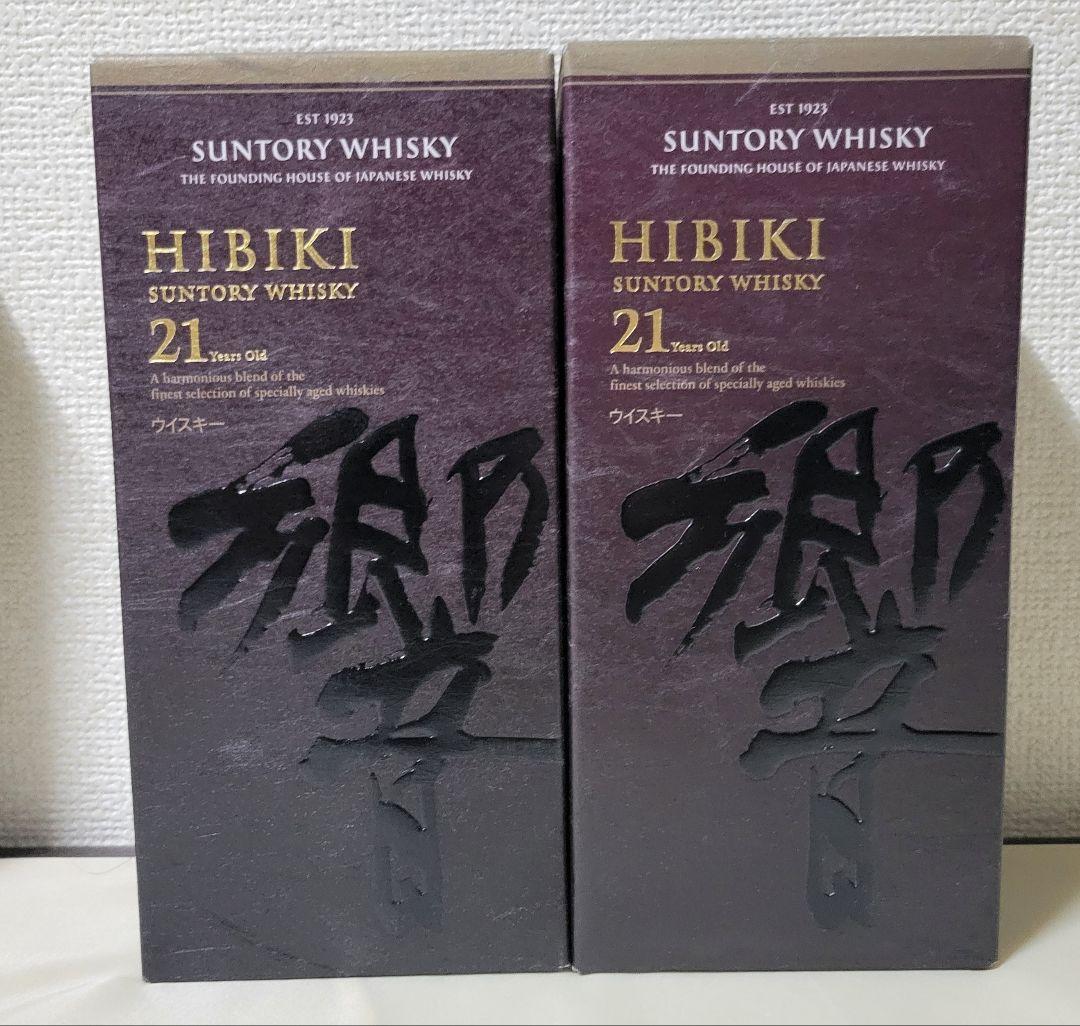 EST 1923
SUNTORY WHISKY
THE FOUNDING HOUSE OF JAPANESE WHISKY
HIBIKI
SUNTORY WHISKY
21 Years Old
A harmonious blend of the
finest selection of specially aged whiskies
ウイスキー
響
EST 1923
SUNTORY WHISKY
THE FOUNDING HOUSE OF JAPANESE WHISKY
HIBIKI
SUNTORY WHISKY
21 Years Old
A harmonious blend of the
finest selection of specially aged whiskies
ウイスキー
響